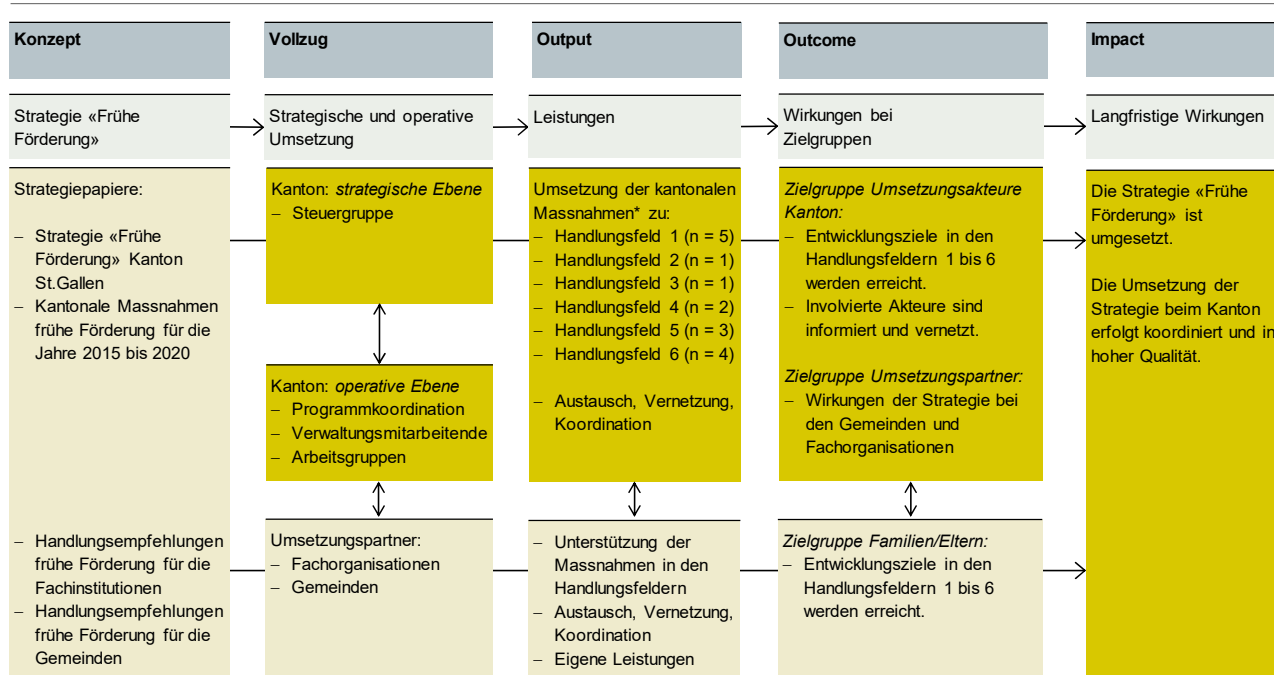 Konzept
Vollzug
Output
Outcome
Impact
Strategie «Frühe
Förderung»
Strategische und operative
Umsetzung
Leistungen
Wirkungen bei
Zielgruppen
Langfristige Wirkungen
Strategiepapiere:
– Strategie «Frühe
Förderung» Kanton
St.Gallen
– Kantonale Massnahmen
frühe Förderung für die
Jahre 2015 bis 2020
– Handlungsempfehlungen
frühe Förderung für die
Fachinstitutionen
– Handlungsempfehlungen
frühe Förderung für die
Gemeinden
Kanton: strategische Ebene
– Steuergruppe
Kanton: operative Ebene
– Programmkoordination
– Verwaltungsmitarbeitende
– Arbeitsgruppen
Umsetzungspartner:
– Fachorganisationen
– Gemeinden
Umsetzung der kantonalen
Massnahmen* zu:
– Handlungsfeld 1 (n = 5)
– Handlungsfeld 2 (n = 1)
– Handlungsfeld 3 (n = 1)
– Handlungsfeld 4 (n = 2)
– Handlungsfeld 5 (n = 3)
– Handlungsfeld 6 (n = 4)
– Austausch, Vernetzung,
Koordination
– Unterstützung der
Massnahmen in den
Handlungsfeldern
– Austausch, Vernetzung,
Koordination
– Eigene Leistungen
Zielgruppe Umsetzungsakteure
Kanton:
– Entwicklungsziele in den
Handlungsfeldern 1 bis 6
werden erreicht.
– Involvierte Akteure sind
informiert und vernetzt.
Zielgruppe Umsetzungspartner:
– Wirkungen der Strategie bei
den Gemeinden und
Fachorganisationen
Zielgruppe Familien/Eltern:
– Entwicklungsziele in den
Handlungsfeldern 1 bis 6
werden erreicht.
Die Strategie «Frühe
Förderung» ist
umgesetzt.
Die Umsetzung der
Strategie beim Kanton
erfolgt koordiniert und in
hoher Qualität.